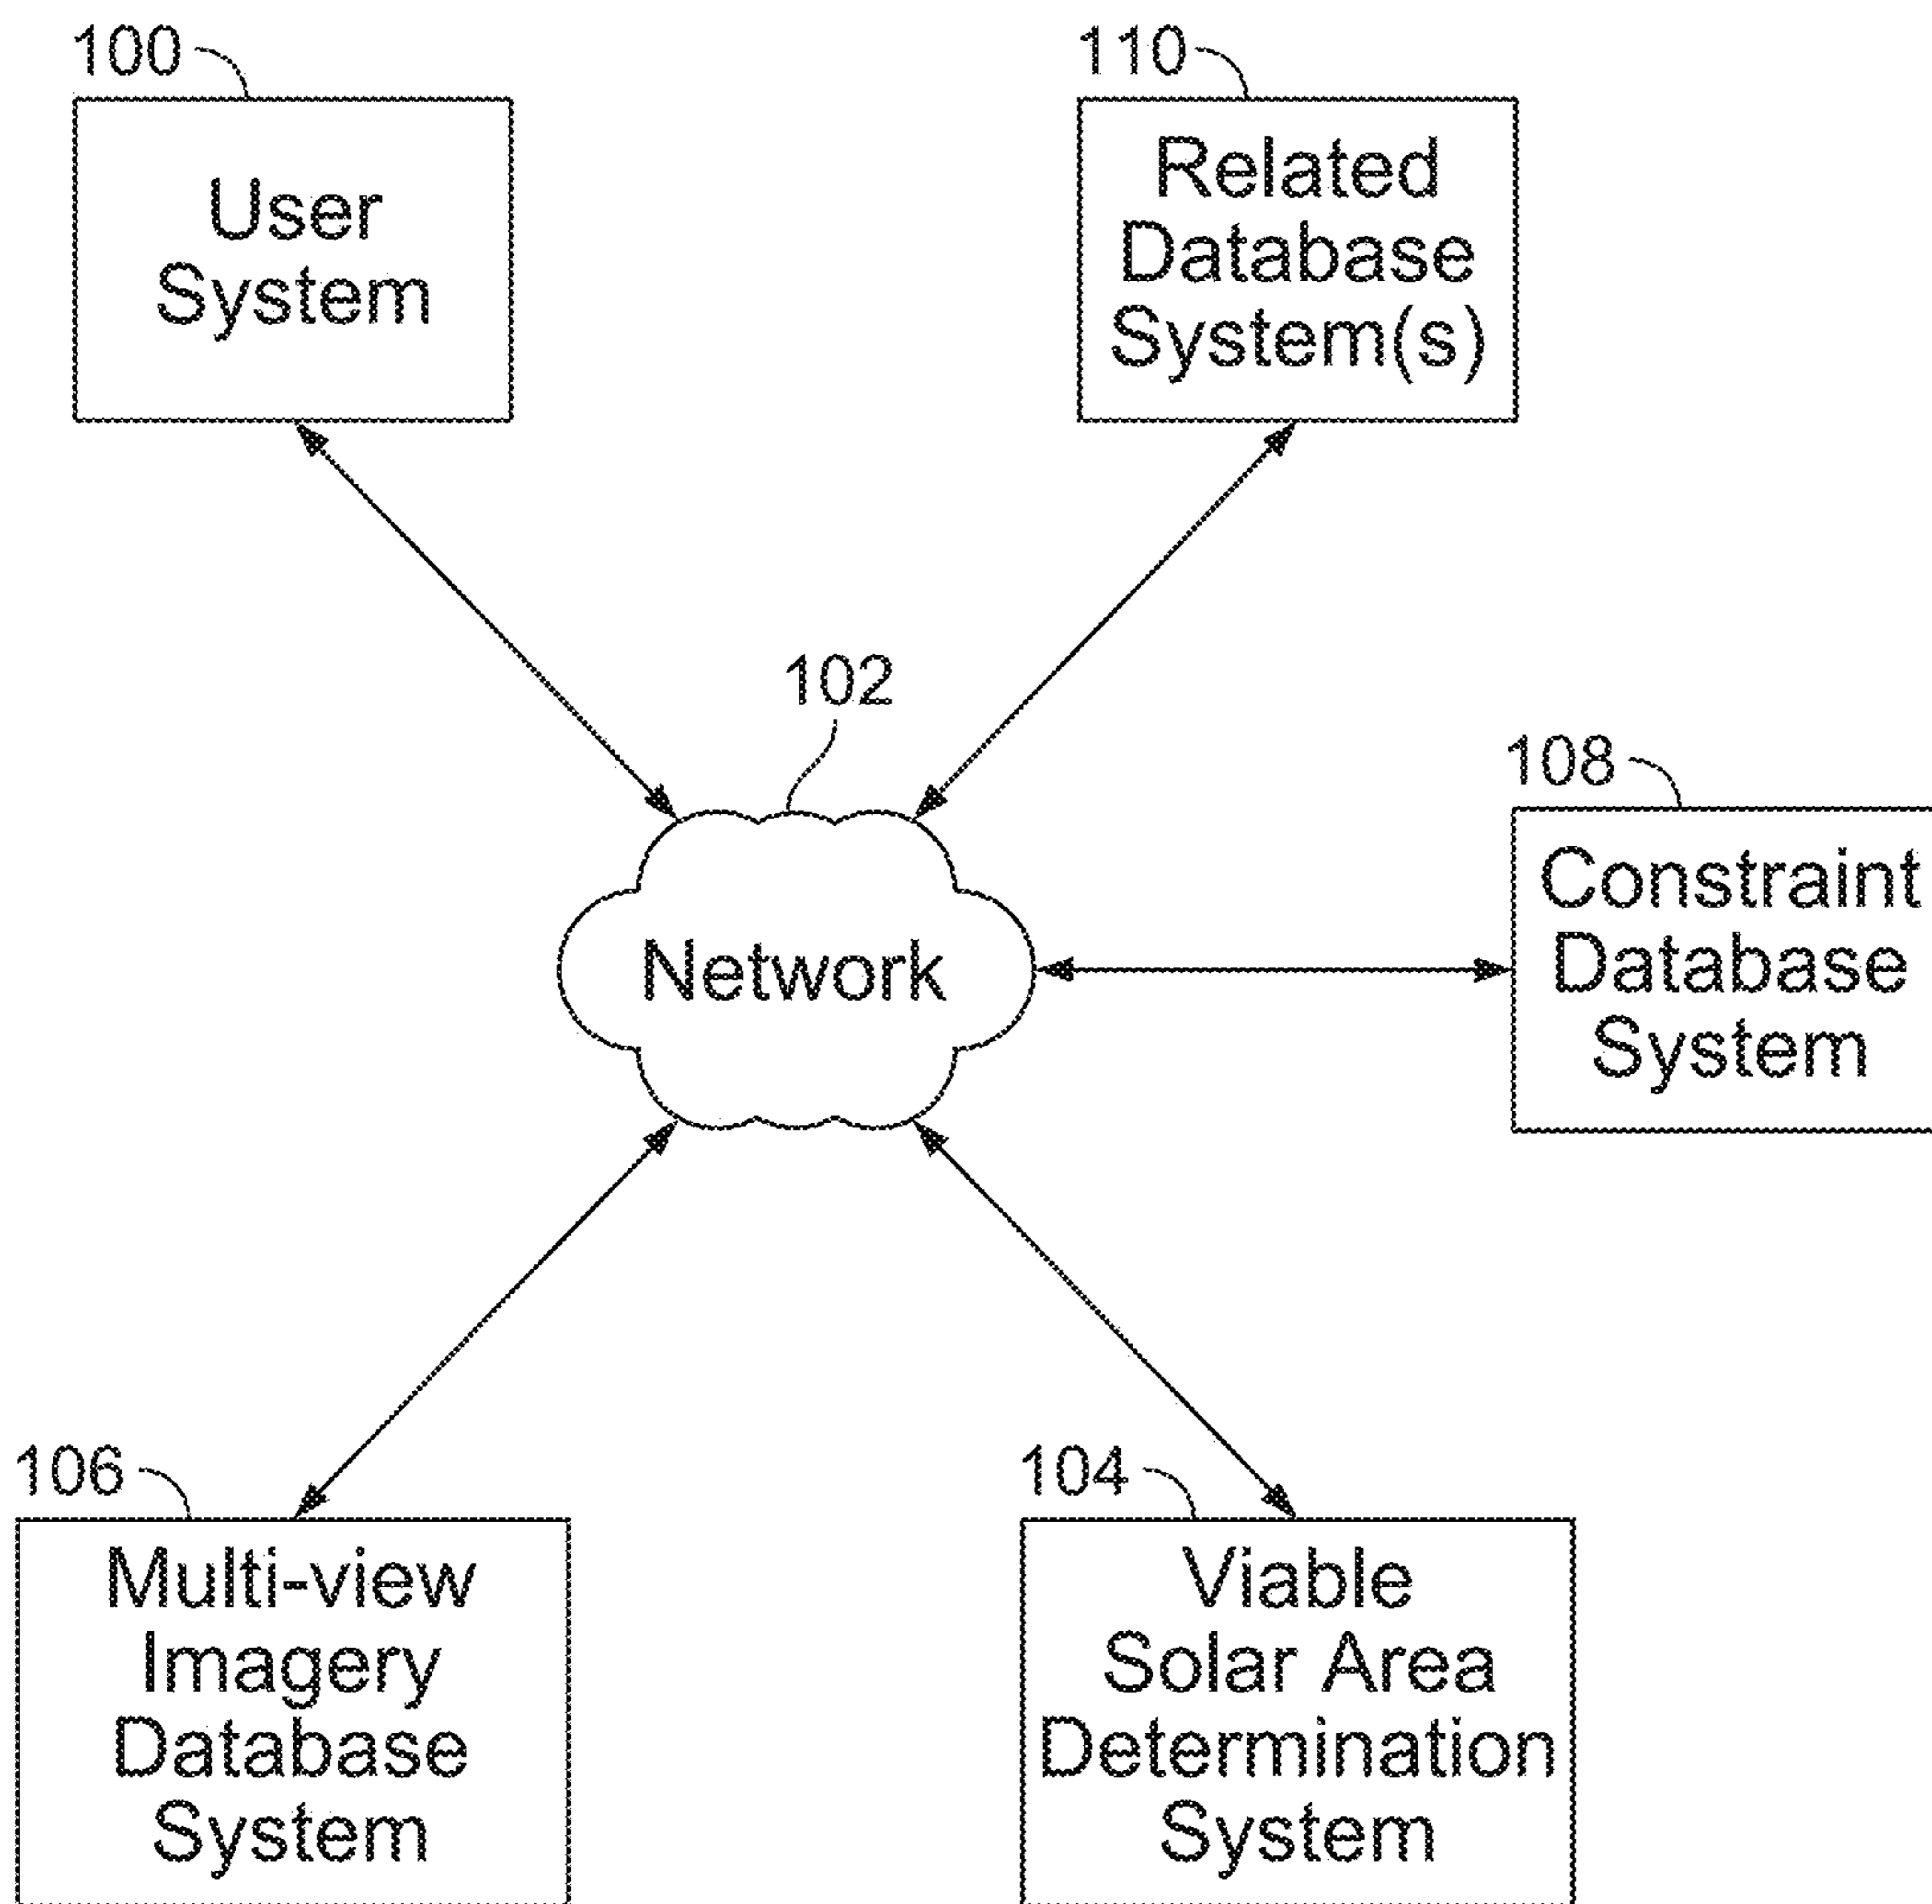 100
User
System
110
Related
Database
System(s)
102
Network
108
Constraint
Database
System
106
Multi-view
Imagery
Database
System
104
Viable
Solar Area
Determination
System